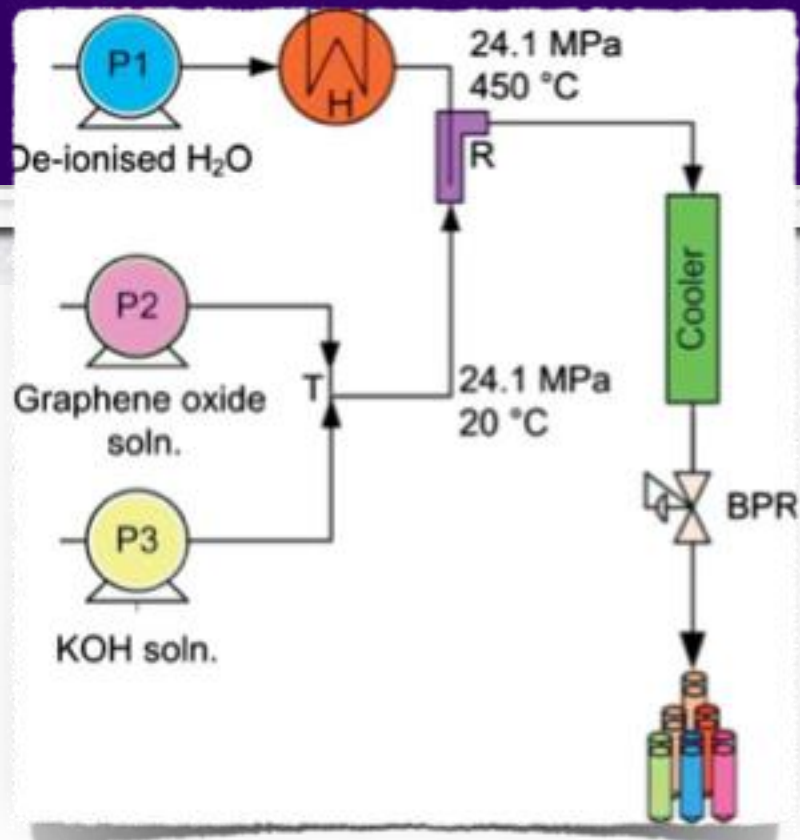 P1
H
24.1 MPa
450 °C
De-ionised H₂O
R
P2
Cooler
T
24.1 MPa
20 °C
Graphene oxide
soln.
P3
BPR
KOH soln.